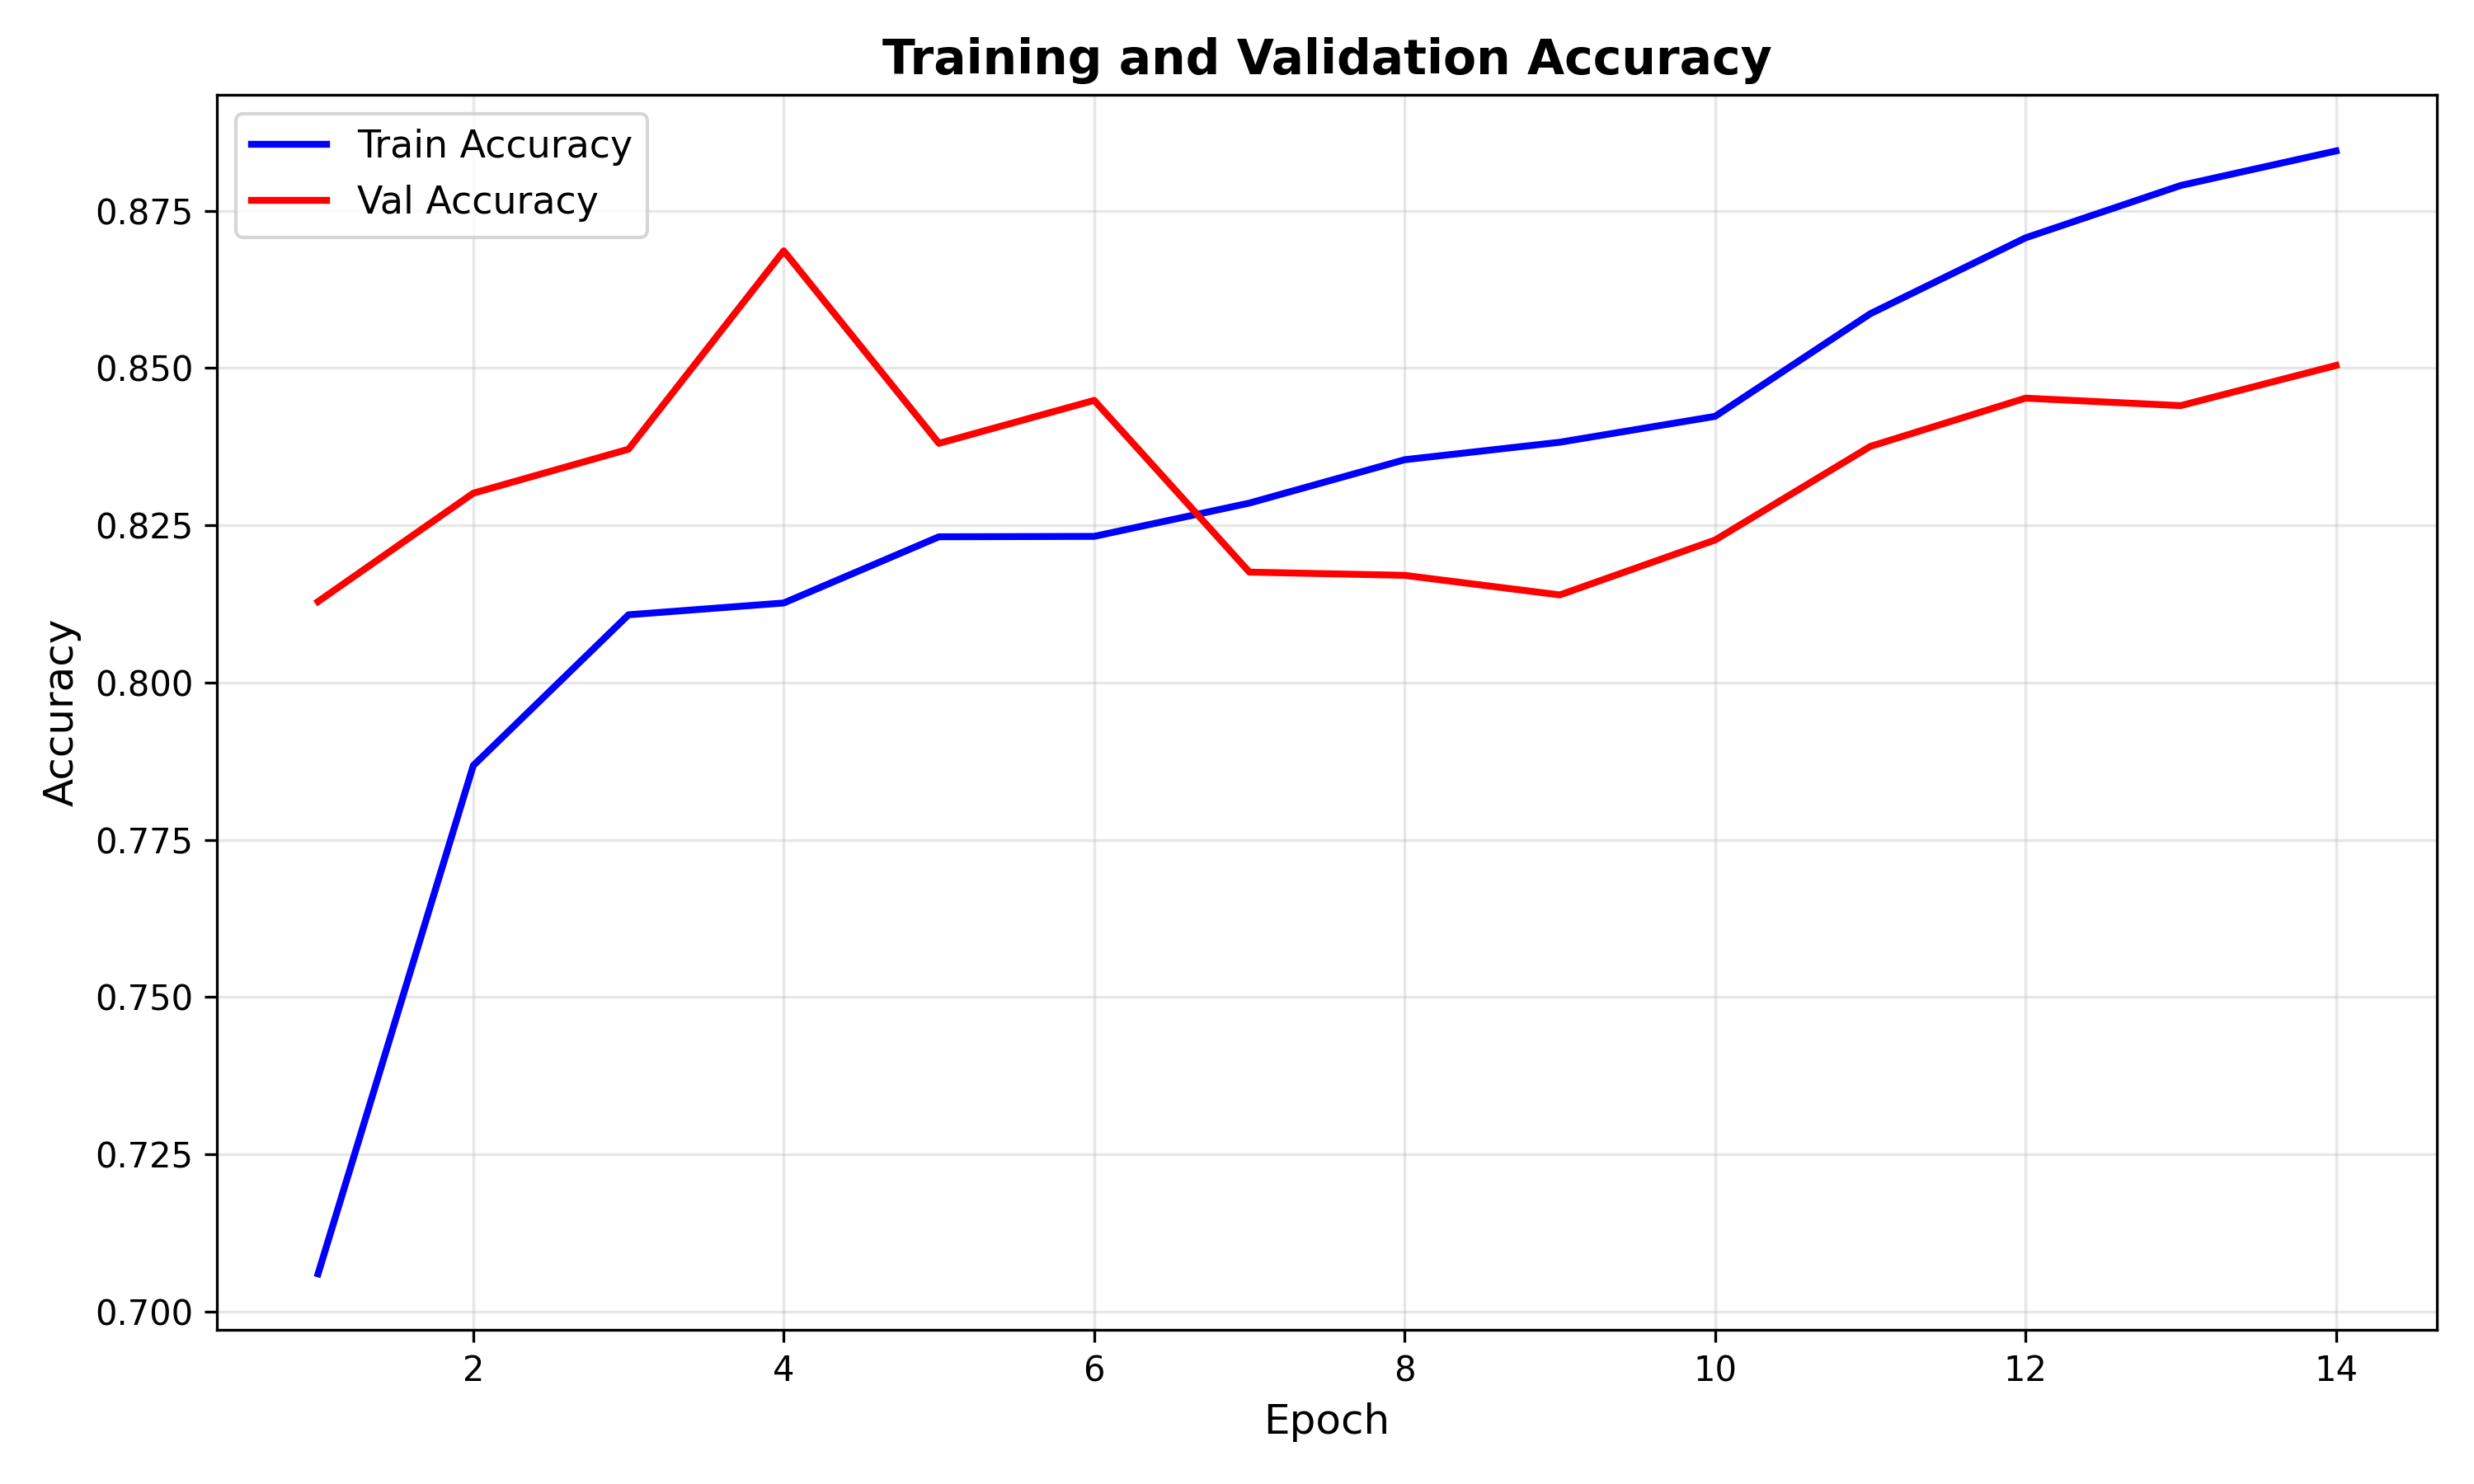 Training and Validation Accuracy
Train Accuracy
Val Accuracy
0.875
0.850
0.825
0.800
0.775
0.750
0.725
0.700
Accuracy
2 4 6 8 10 12 14
Epoch